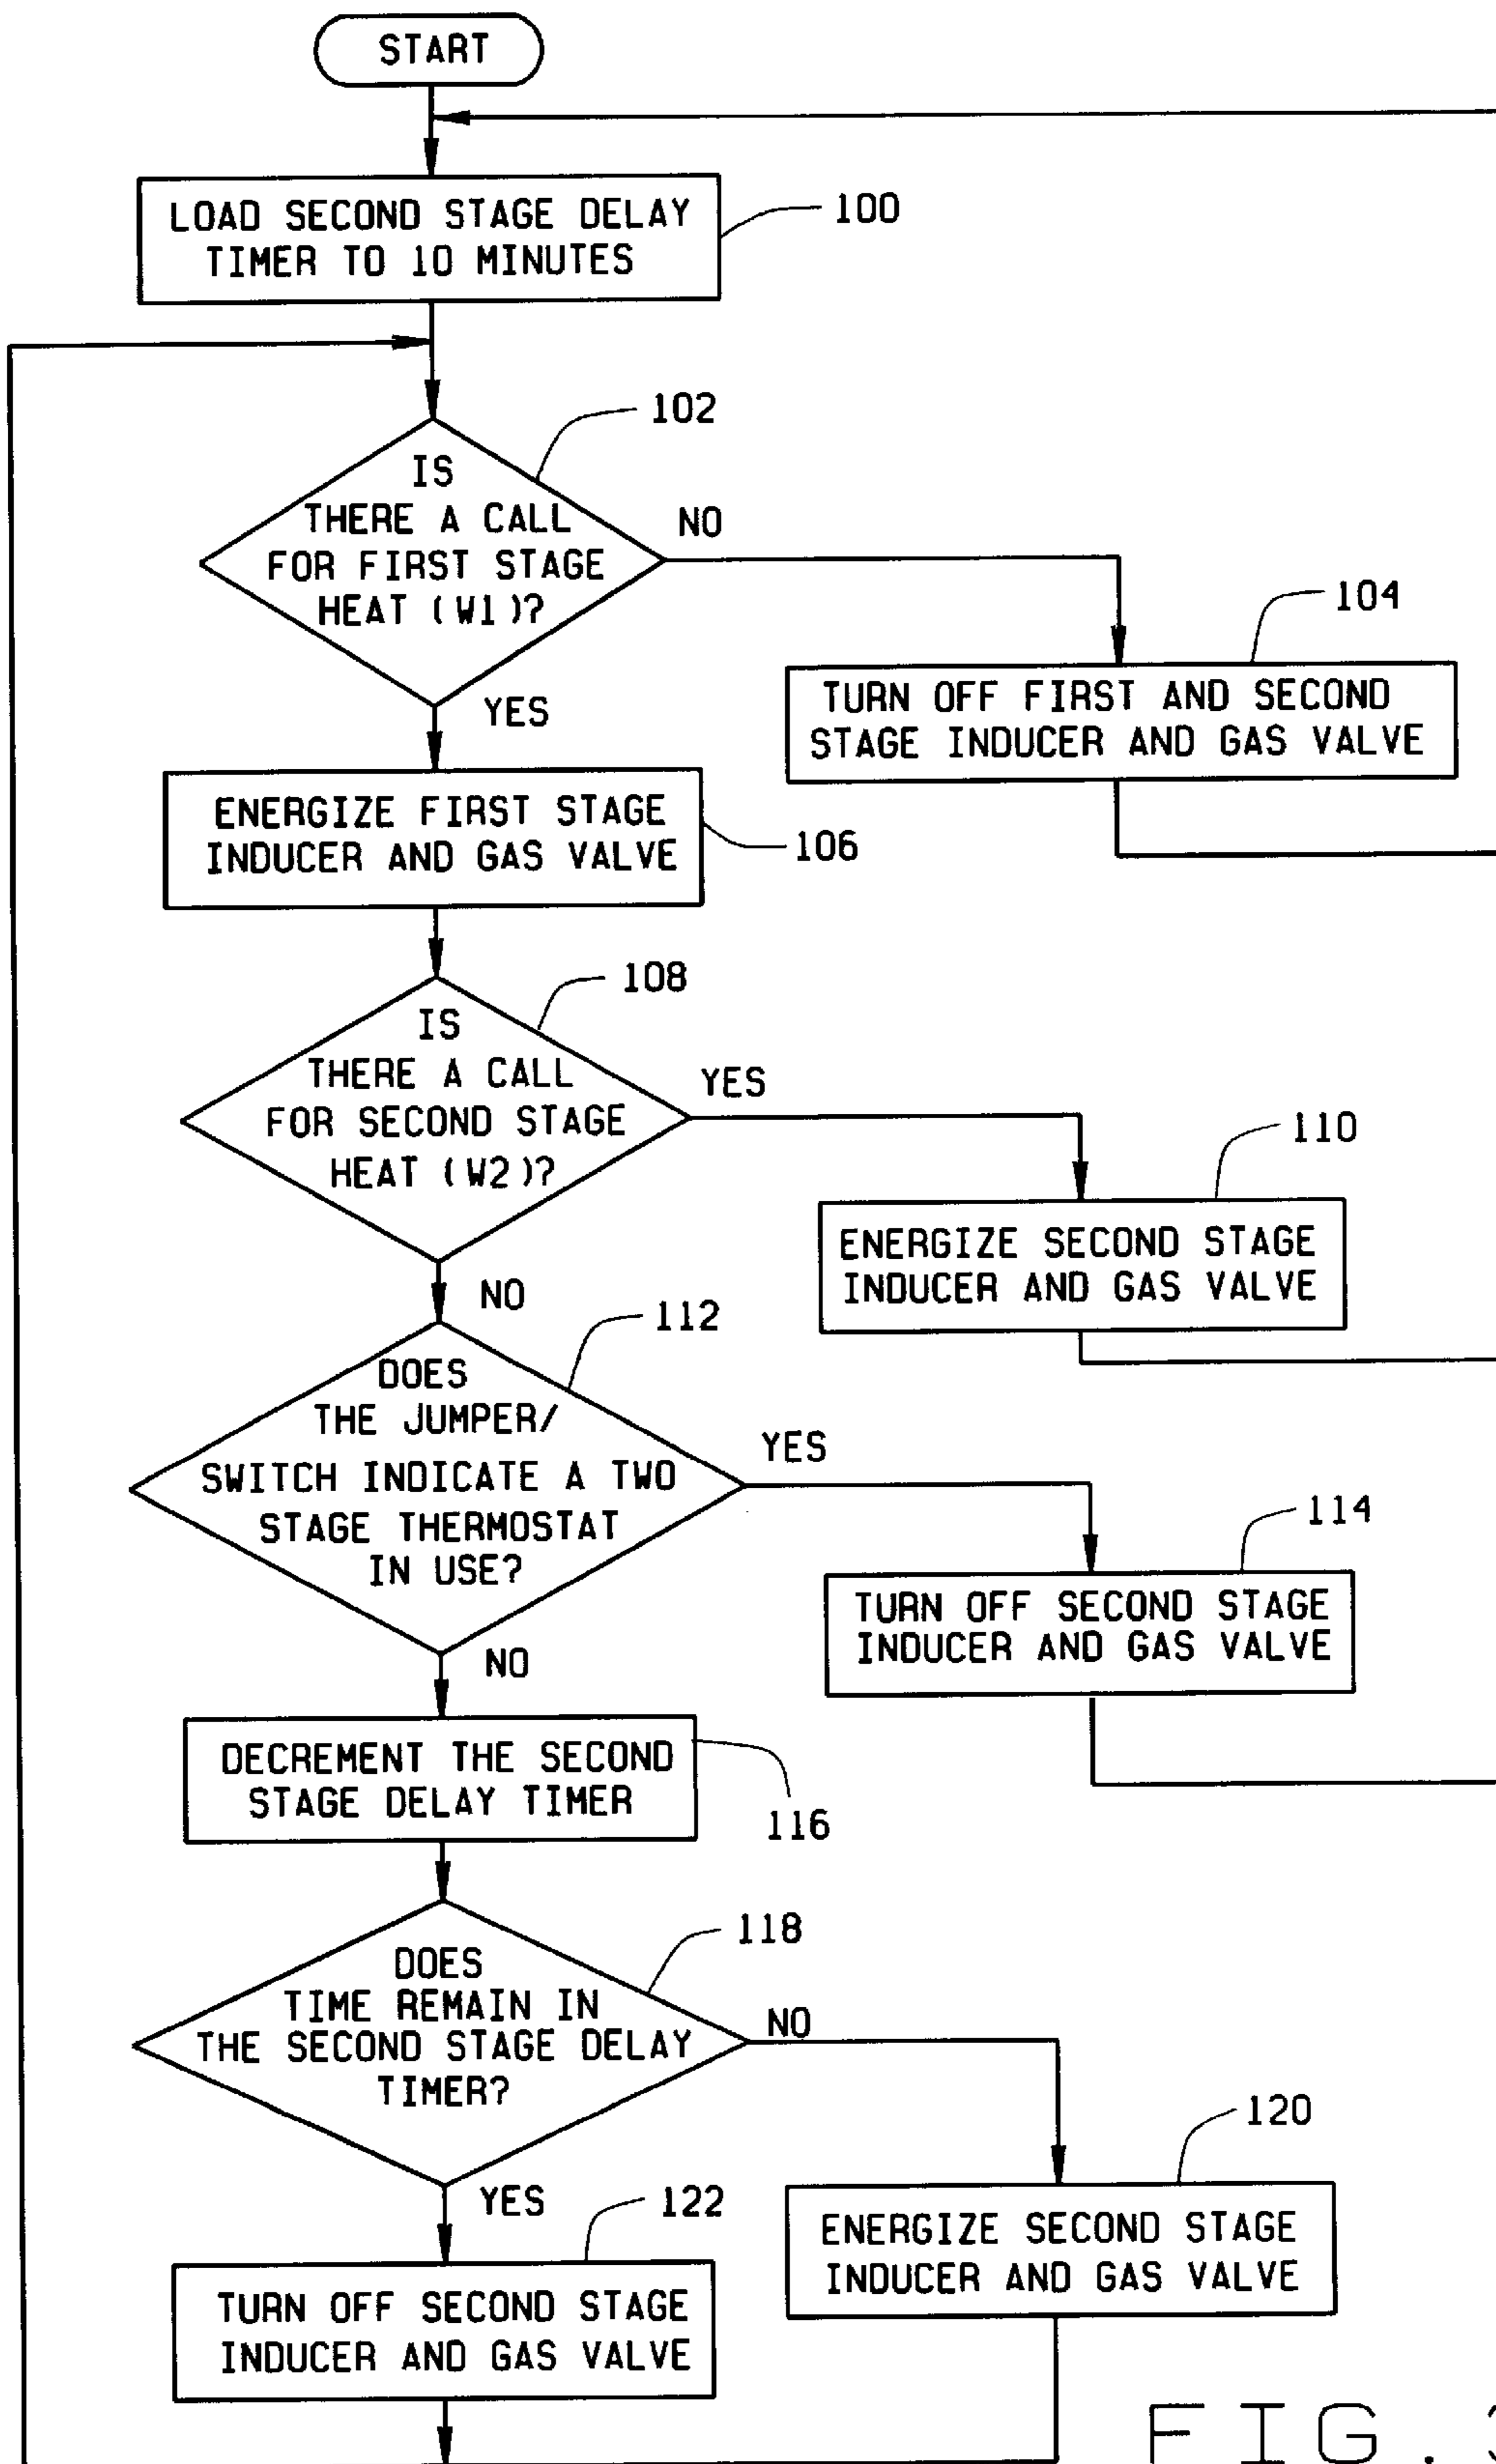 START
LOAD SECOND STAGE DELAY
TIMER TO 10 MINUTES
100
IS
THERE A CALL
FOR FIRST STAGE
HEAT (W1)?
102
NO
YES
TURN OFF FIRST AND SECOND
STAGE INDUCER AND GAS VALVE
104
ENERGIZE FIRST STAGE
INDUCER AND GAS VALVE
106
IS
THERE A CALL
FOR SECOND STAGE
HEAT (W2)?
108
YES
NO
ENERGIZE SECOND STAGE
INDUCER AND GAS VALVE
110
DOES
THE JUMPER/
SWITCH INDICATE A TWO
STAGE THERMOSTAT
IN USE?
112
YES
NO
TURN OFF SECOND STAGE
INDUCER AND GAS VALVE
114
DECREMENT THE SECOND
STAGE DELAY TIMER
116
DOES
TIME REMAIN IN
THE SECOND STAGE DELAY
TIMER?
118
NO
YES
ENERGIZE SECOND STAGE
INDUCER AND GAS VALVE
120
TURN OFF SECOND STAGE
INDUCER AND GAS VALVE
122
FIG.